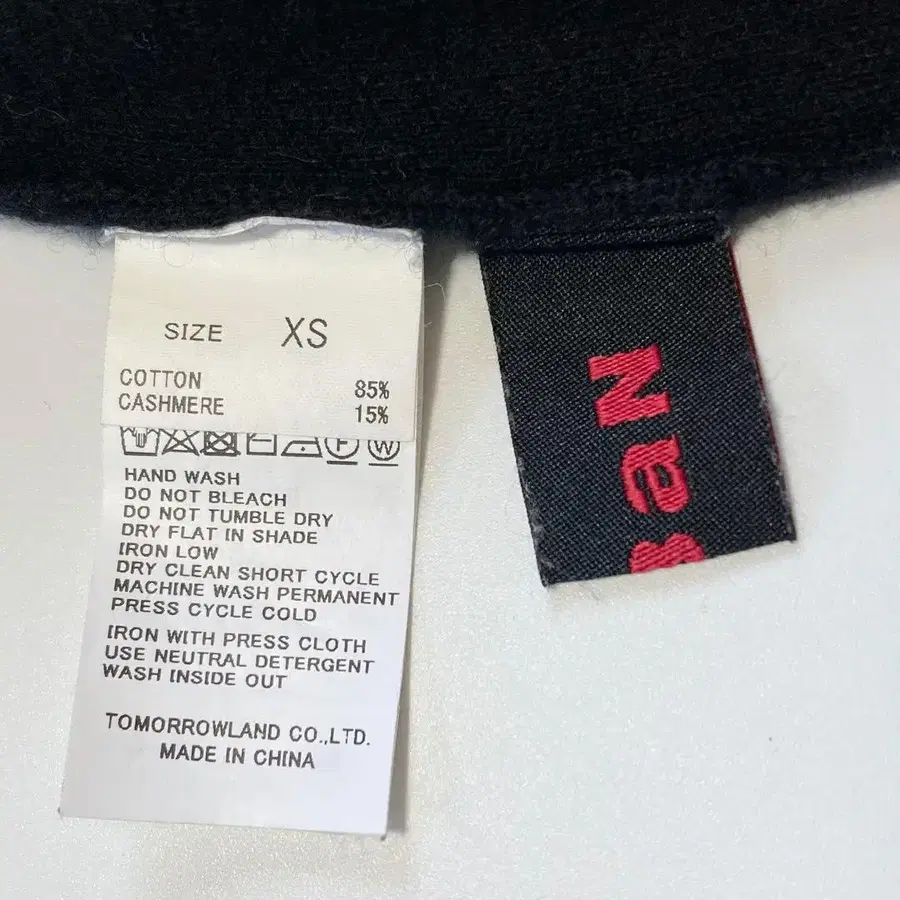 SIZE XS
COTTON 85%
CASHMERE 15%
HAND WASH
DO NOT BLEACH
DO NOT TUMBLE DRY
DRY FLAT IN SHADE
IRON LOW
DRY CLEAN SHORT CYCLE
MACHINE WASH PERMANENT
PRESS CYCLE COLD
IRON WITH PRESS CLOTH
USE NEUTRAL DETERGENT
WASH INSIDE OUT
TOMORROWLAND CO.,LTD.
MADE IN CHINA
BaN